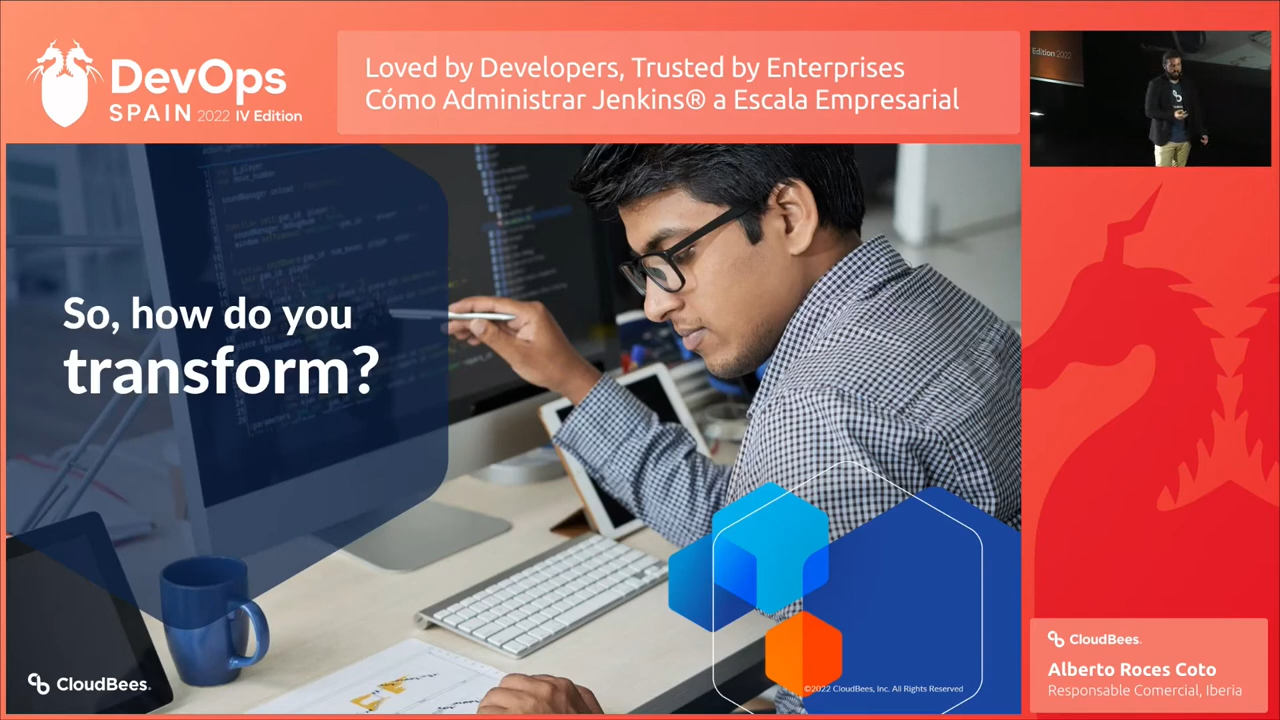 DevOps
SPAIN 2022 IV Edition
Loved by Developers, Trusted by Enterprises
Cómo Administrar Jenkins® a Escala Empresarial
Edition 2022
So, how do you
transform?
CloudBees.
©2022 CloudBees, Inc. All Rights Reserved
CloudBees.
Alberto Roces Coto
Responsable Comercial, Iberia